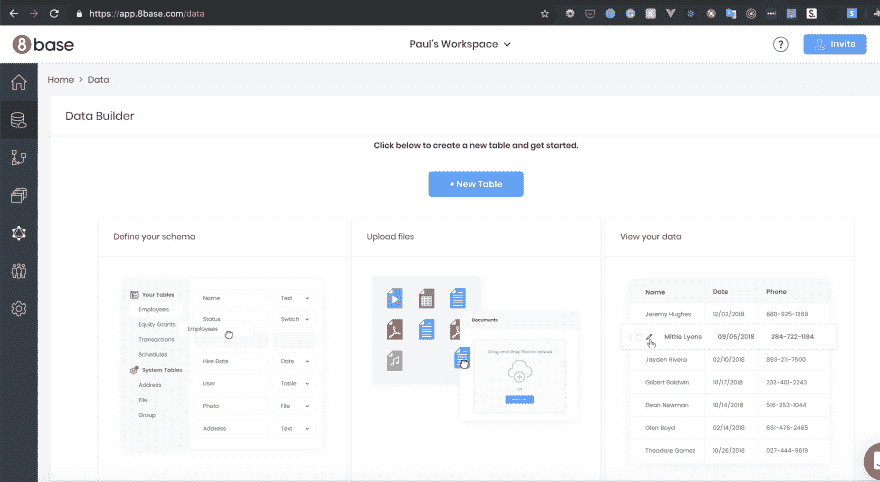 https://app.8base.com/data
8base
Paul's Workspace
?
Invite
Home > Data
Data Builder
Click below to create a new table and get started.
+ New Table
Define your schema
Your Tables
Employees
Equity Grants
Transactions
Schedules
System Tables
Address
File
Group
Name Text
Status Switch
Employees
Hire Date Date
User Table
Photo File
Address Text
Upload files
Documents
Drag and drop files to upload
or
View your data
Name Date Phone
Jeremy Hughes 12/02/2018 660-925-1269
Mittie Lyons 09/05/2018 284-722-1194
Jayden Rivera 02/10/2018 893-211-7500
Gilbert Baldwin 10/17/2018 233-401-2243
Dean Newman 10/14/2018 516-253-1044
Glen Boyd 02/14/2018 661-476-2465
Theodore Gomez 10/26/2018 027-444-9619